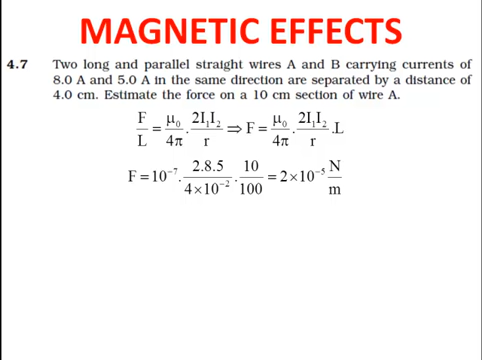 MAGNETIC EFFECTS
4.7 Two long and parallel straight wires A and B carrying currents of
8.0 A and 5.0 A in the same direction are separated by a distance of
4.0 cm. Estimate the force on a 10 cm section of wire A.
F/L = μ₀/4π . 2I₁I₂/r ⇒ F = μ₀/4π . 2I₁I₂/r .L
F = 10⁻⁷ . 2.8.5/4×10⁻² . 10/100 = 2×10⁻⁵ N/m